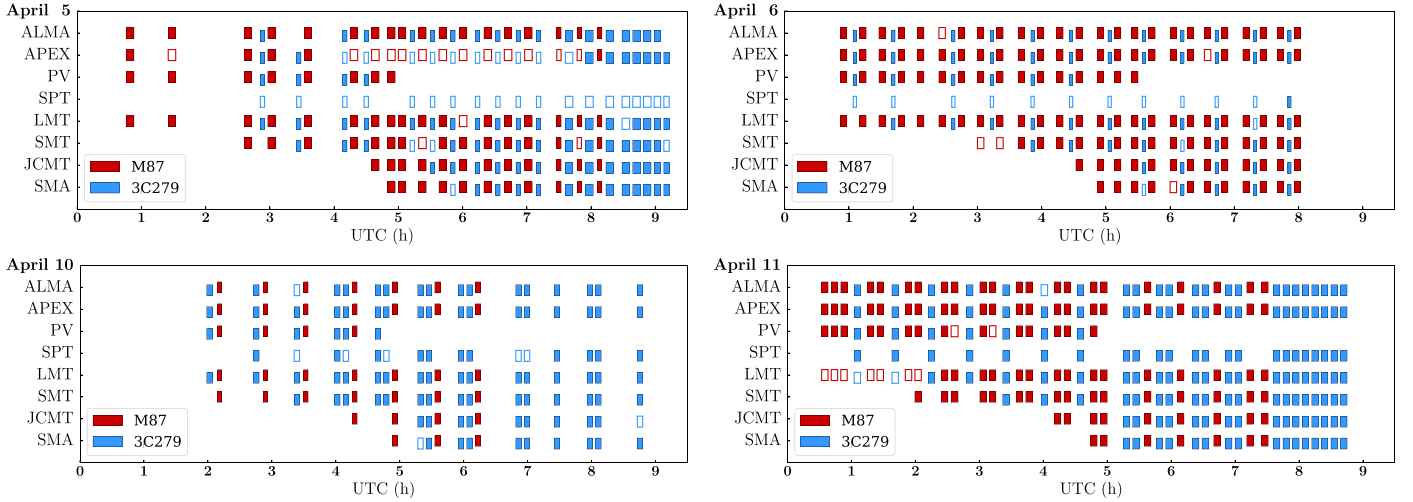 April 5
ALMA
APEX
PV
SPT
LMT
SMT
JCMT
SMA
M87
3C279
0 1 2 3 4 5 6 7 8 9
UTC (h)
April 6
ALMA
APEX
PV
SPT
LMT
SMT
JCMT
SMA
M87
3C279
0 1 2 3 4 5 6 7 8 9
UTC (h)
April 10
ALMA
APEX
PV
SPT
LMT
SMT
JCMT
SMA
M87
3C279
0 1 2 3 4 5 6 7 8 9
UTC (h)
April 11
ALMA
APEX
PV
SPT
LMT
SMT
JCMT
SMA
M87
3C279
0 1 2 3 4 5 6 7 8 9
UTC (h)